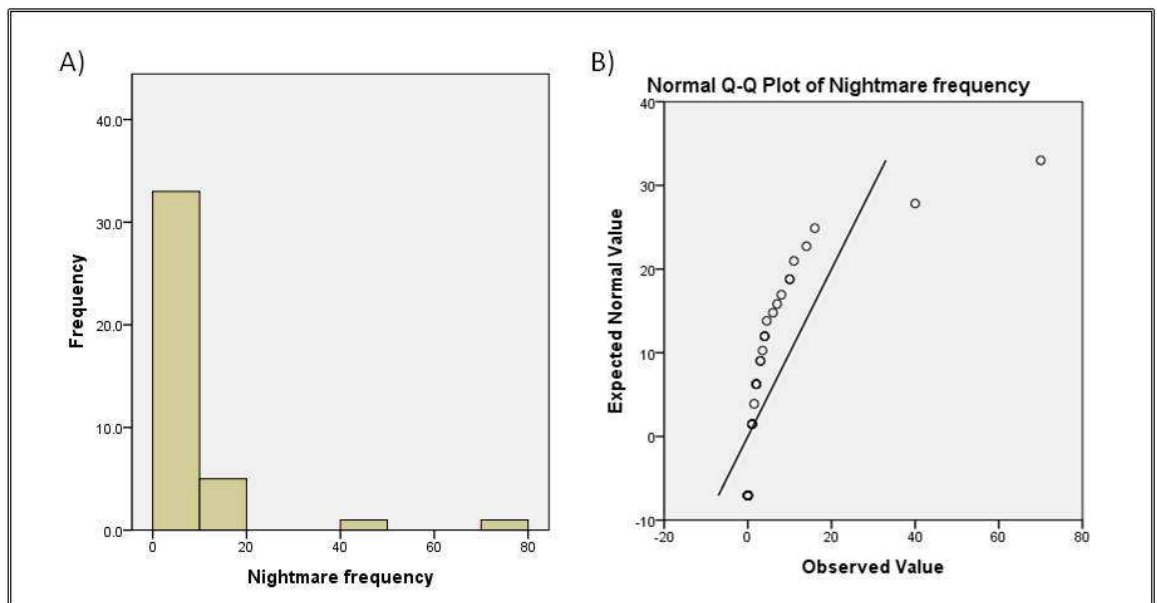 A)
40.0
30.0
20.0
10.0
0.0
Frequency
0 20 40 60 80
Nightmare frequency
B)
Normal Q-Q Plot of Nightmare frequency
40
30
20
10
0
-10
Expected Normal Value
-20 0 20 40 60 80
Observed Value